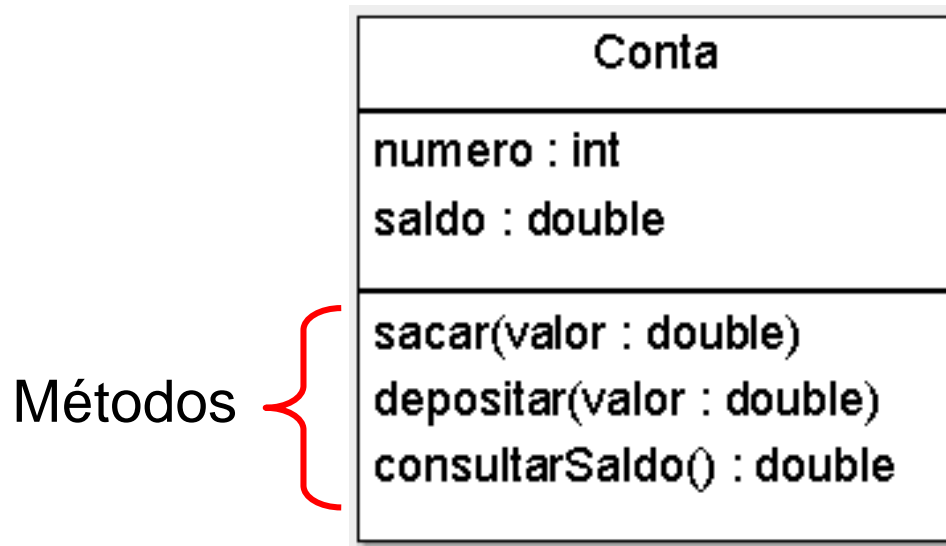 Conta
numero : int
saldo : double
Métodos
sacar(valor : double)
depositar(valor : double)
consultarSaldo() : double